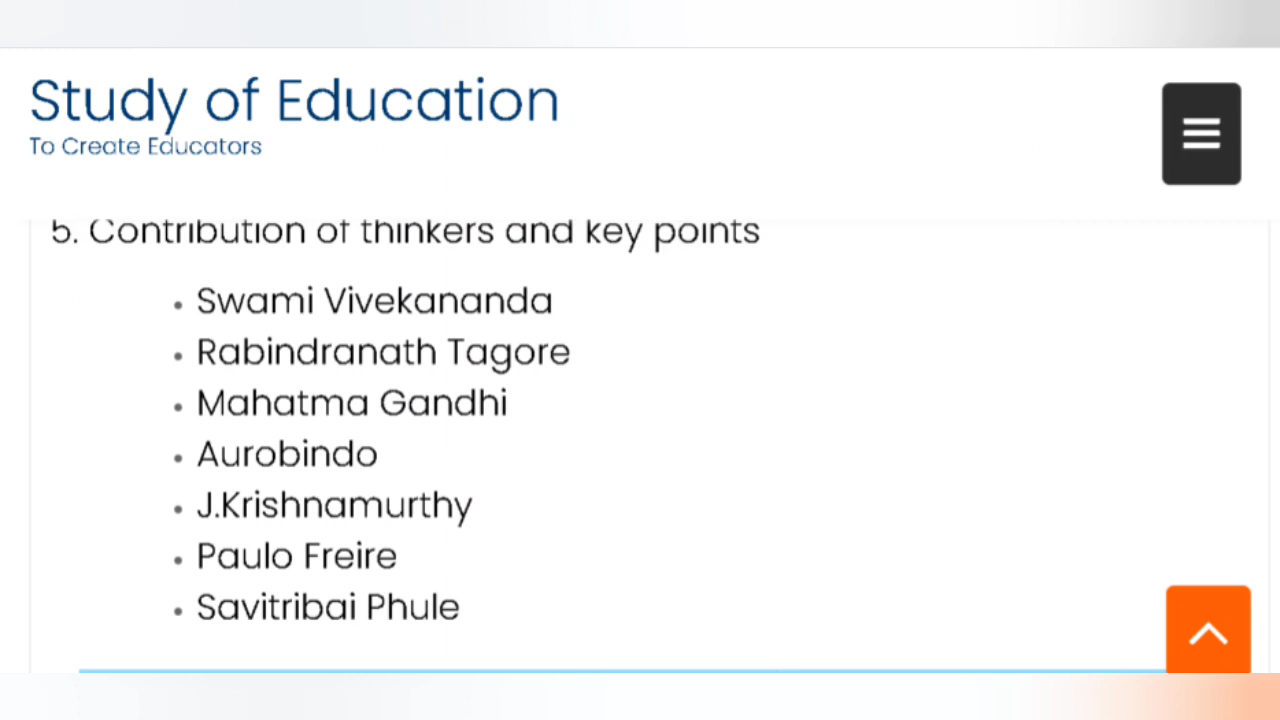 Study of Education
To Create Educators
5. Contribution of thinkers and key points
• Swami Vivekananda
• Rabindranath Tagore
• Mahatma Gandhi
• Aurobindo
• J.Krishnamurthy
• Paulo Freire
• Savitribai Phule